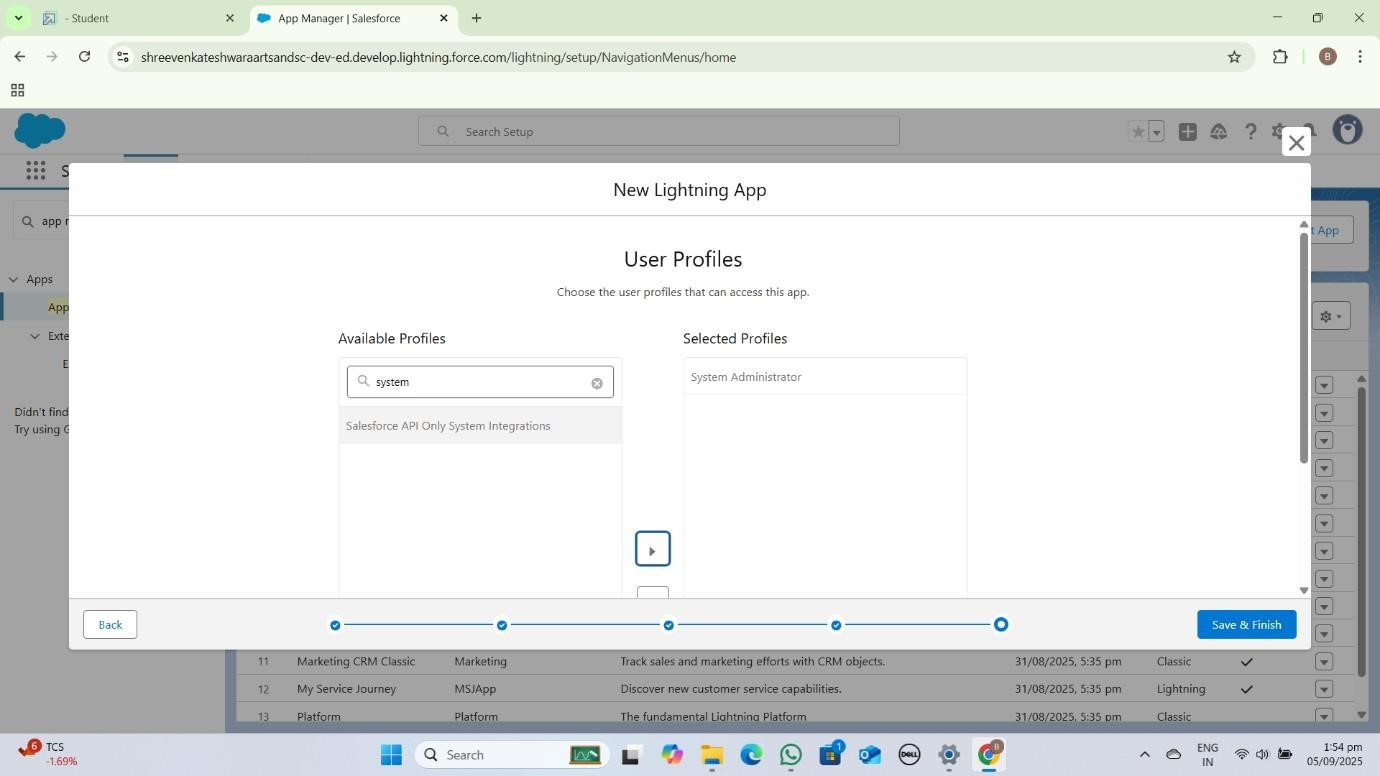 - Student
App Manager | Salesforce
shreevenkateshwaraartsandsc-dev-ed.develop.lightning.force.com/lightning/setup/NavigationMenus/home
B
Search Setup
S
New Lightning App
app
t App
User Profiles
Choose the user profiles that can access this app.
Apps
App
Exte
E
Available Profiles
Selected Profiles
system
System Administrator
Salesforce API Only System Integrations
Didn't find
Try using G
Back
Save & Finish
11 Marketing CRM Classic Marketing Track sales and marketing efforts with CRM objects. 31/08/2025, 5:35 pm Classic
12 My Service Journey MSJApp Discover new customer service capabilities. 31/08/2025, 5:35 pm Lightning
13 Platform Platform The fundamental Lightning Platform 31/08/2025, 5:35 pm Classic
6
TCS
-1.69%
Search
1
DELL
B
ENG
IN
1:54 pm
05/09/2025